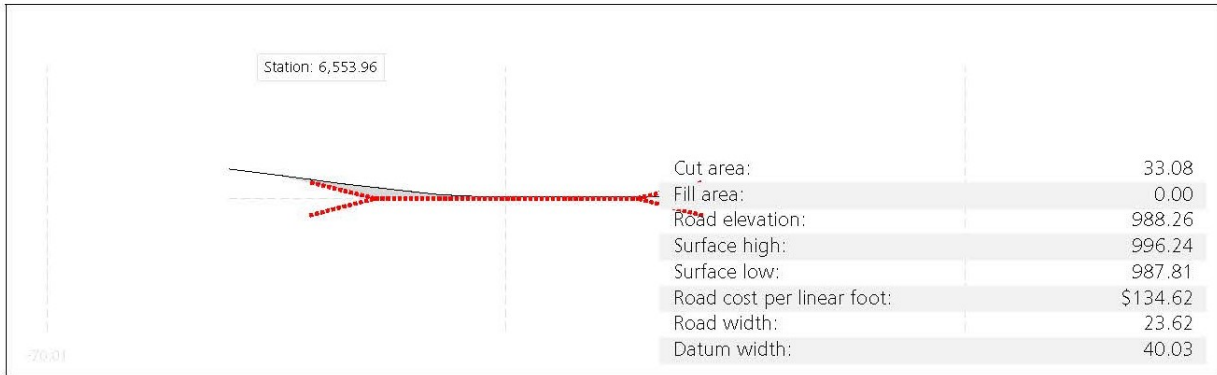 Station: 6,553.96
Cut area: 33.08
Fill area: 0.00
Road elevation: 988.26
Surface high: 996.24
Surface low: 987.81
Road cost per linear foot: $134.62
Road width: 23.62
Datum width: 40.03
-70.01